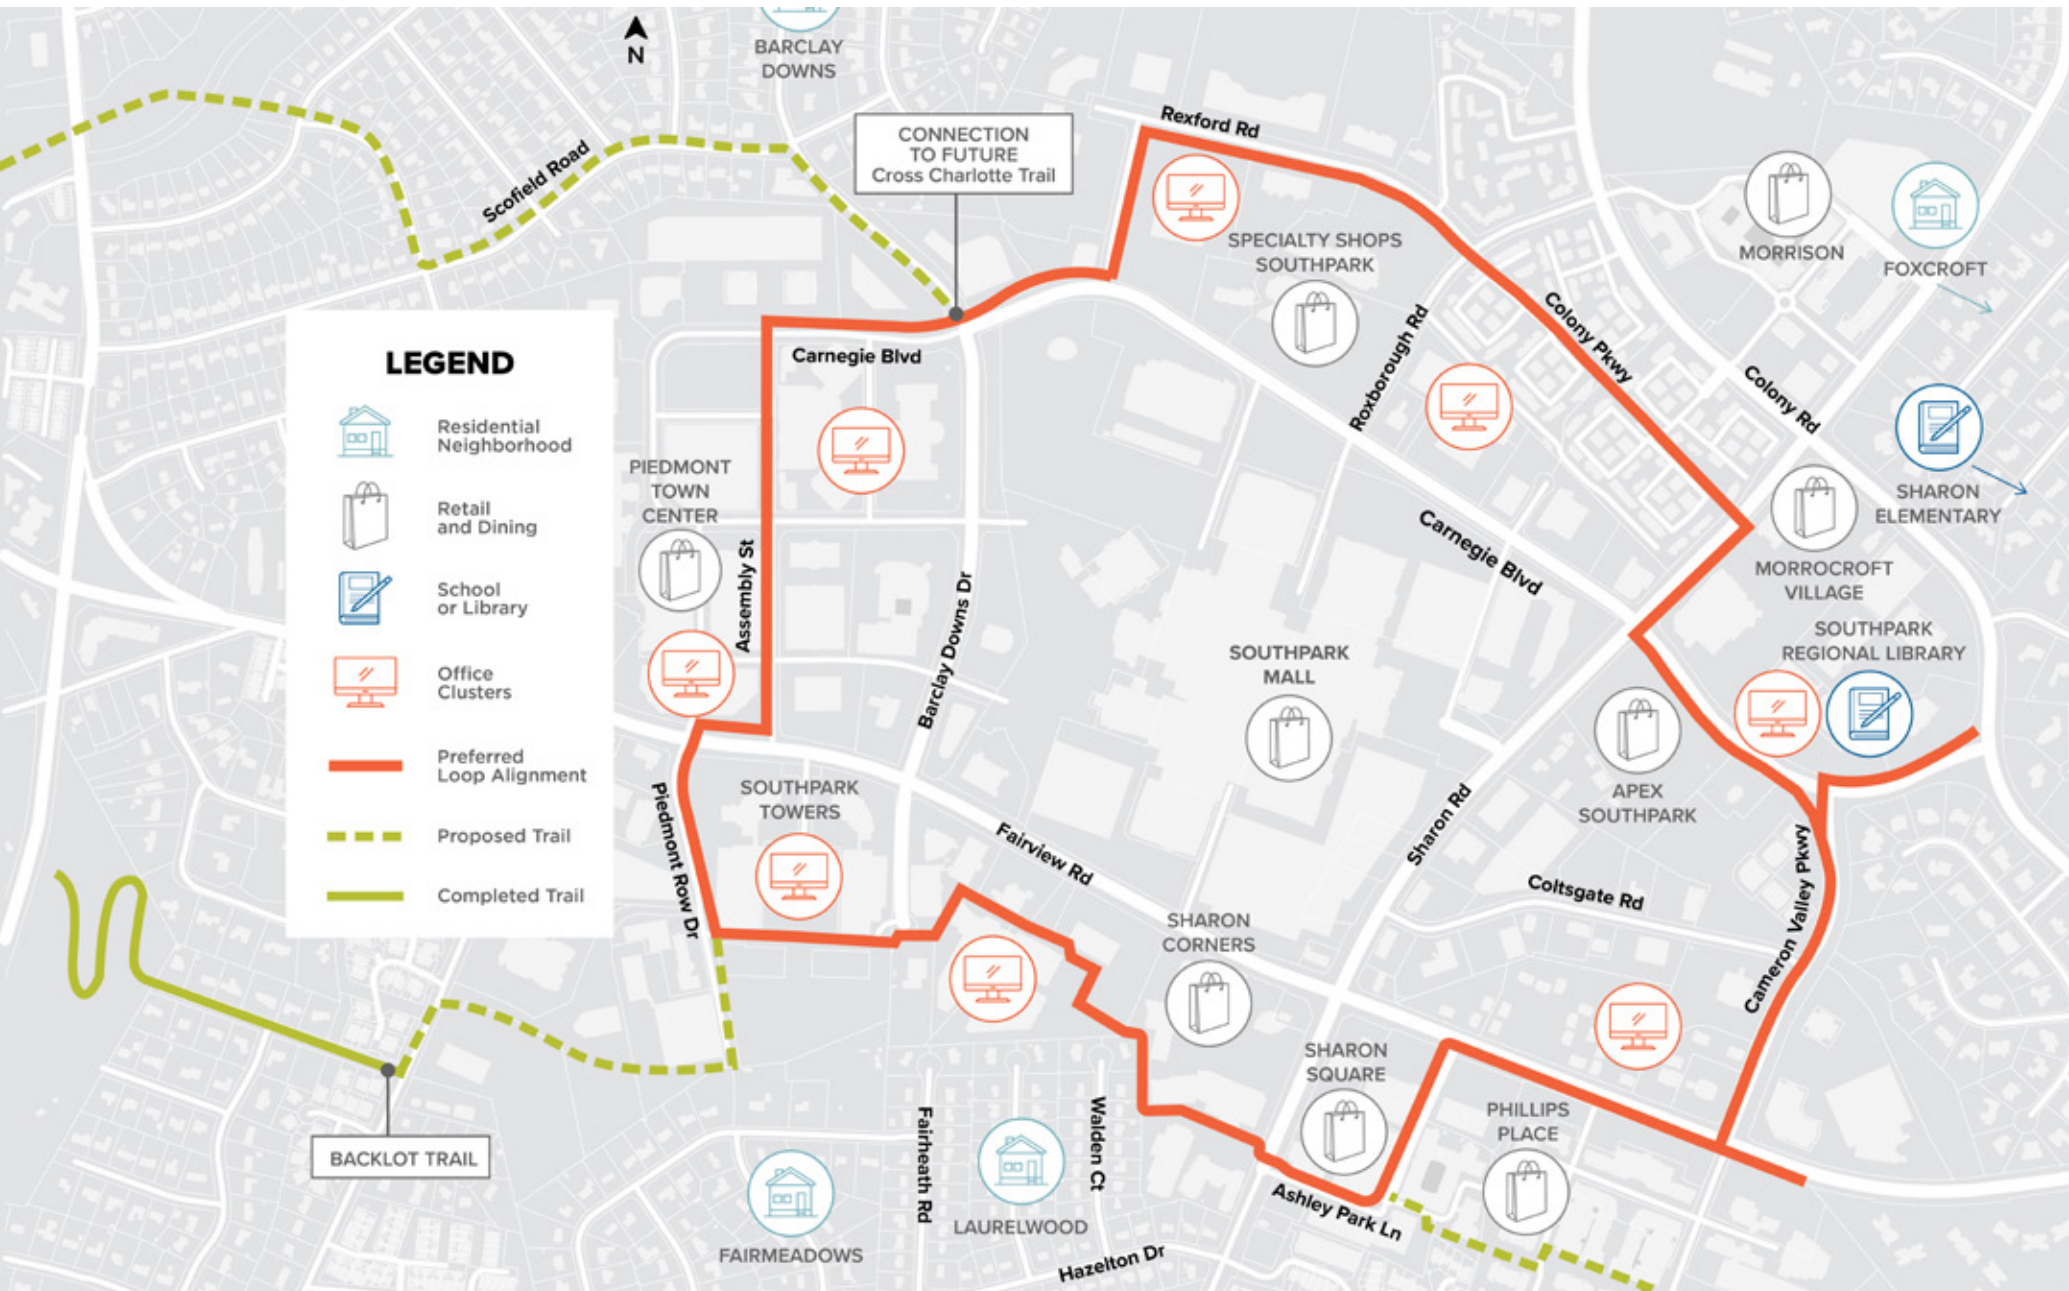 N
BARCLAY
DOWNS
CONNECTION
TO FUTURE
Cross Charlotte Trail
Rexford Rd
Scofield Road
SPECIALTY SHOPS
SOUTHPARK
MORRISON
FOXCROFT
Roxborough Rd
Colony Pkwy
Colony Rd
Carnegie Blvd
LEGEND
Residential
Neighborhood
Retail
and Dining
School
or Library
Office
Clusters
Preferred
Loop Alignment
Proposed Trail
Completed Trail
PIEDMONT
TOWN
CENTER
Assembly St
Barclay Downs Dr
Carnegie Blvd
SHARON
ELEMENTARY
MORROCROFT
VILLAGE
SOUTHPARK
REGIONAL LIBRARY
SOUTHPARK
MALL
APEX
SOUTHPARK
SOUTHPARK
TOWERS
Piedmont Row Dr
Fairview Rd
Sharon Rd
Coltsgate Rd
Cameron Valley Pkwy
SHARON
CORNERS
SHARON
SQUARE
PHILLIPS
PLACE
BACKLOT TRAIL
Fairheath Rd
Walden Ct
LAURELWOOD
FAIRMEADOWS
Ashley Park Ln
Hazelton Dr